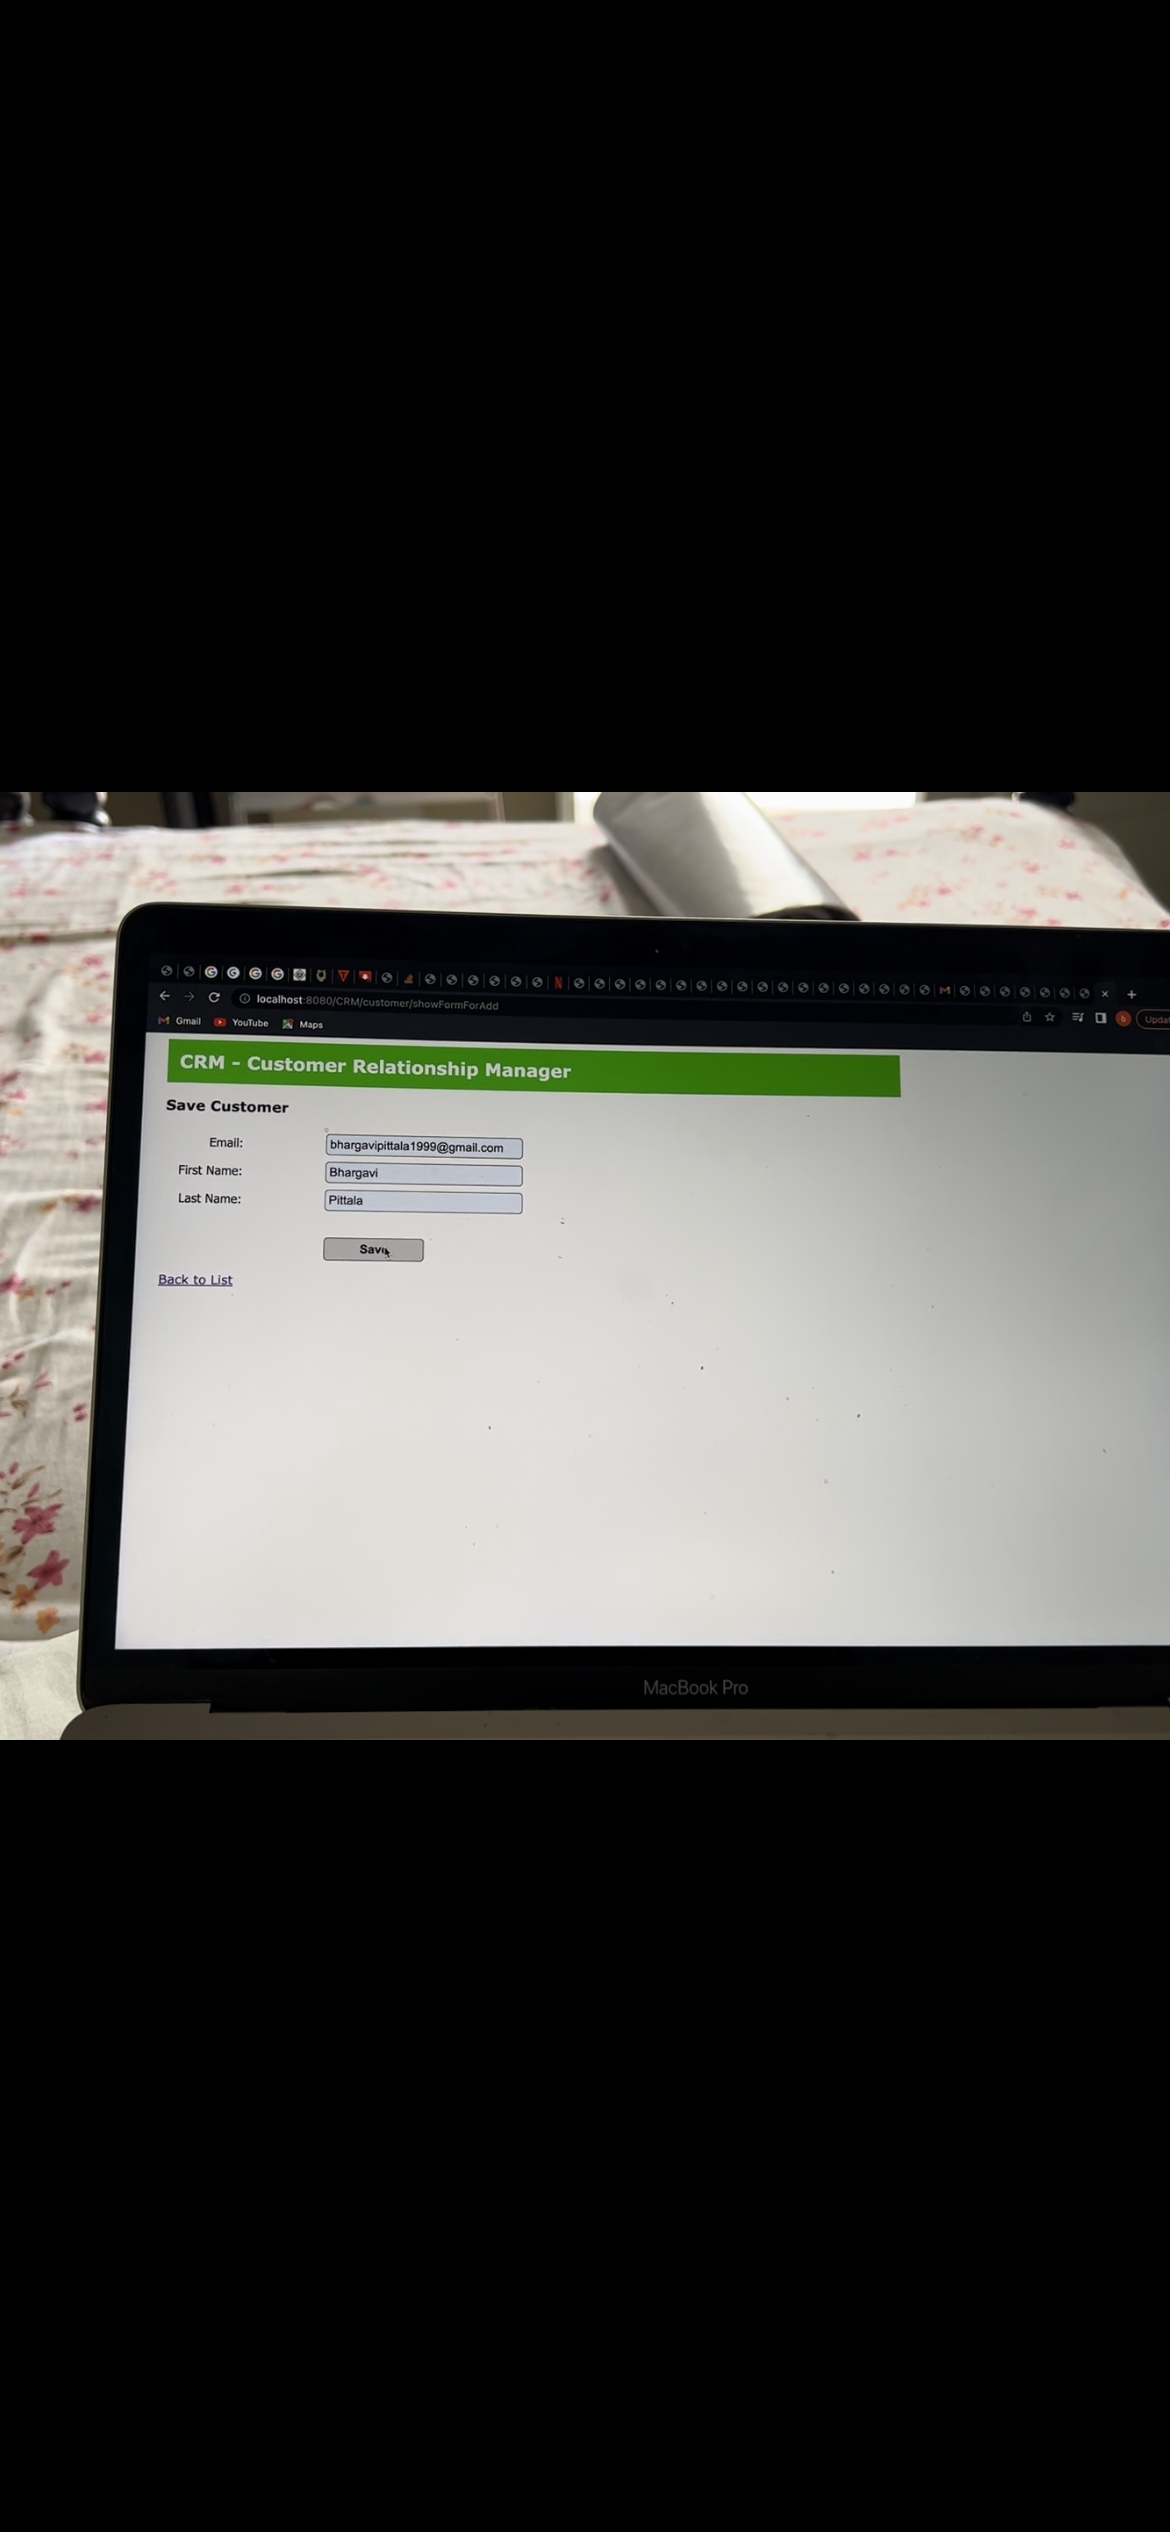 localhost:8080/CRM/customer/showFormForAdd
Gmail YouTube Maps
b Updat
CRM - Customer Relationship Manager
Save Customer
Email: bhargavipittala1999@gmail.com
First Name: Bhargavi
Last Name: Pittala
Save
Back to List
MacBook Pro